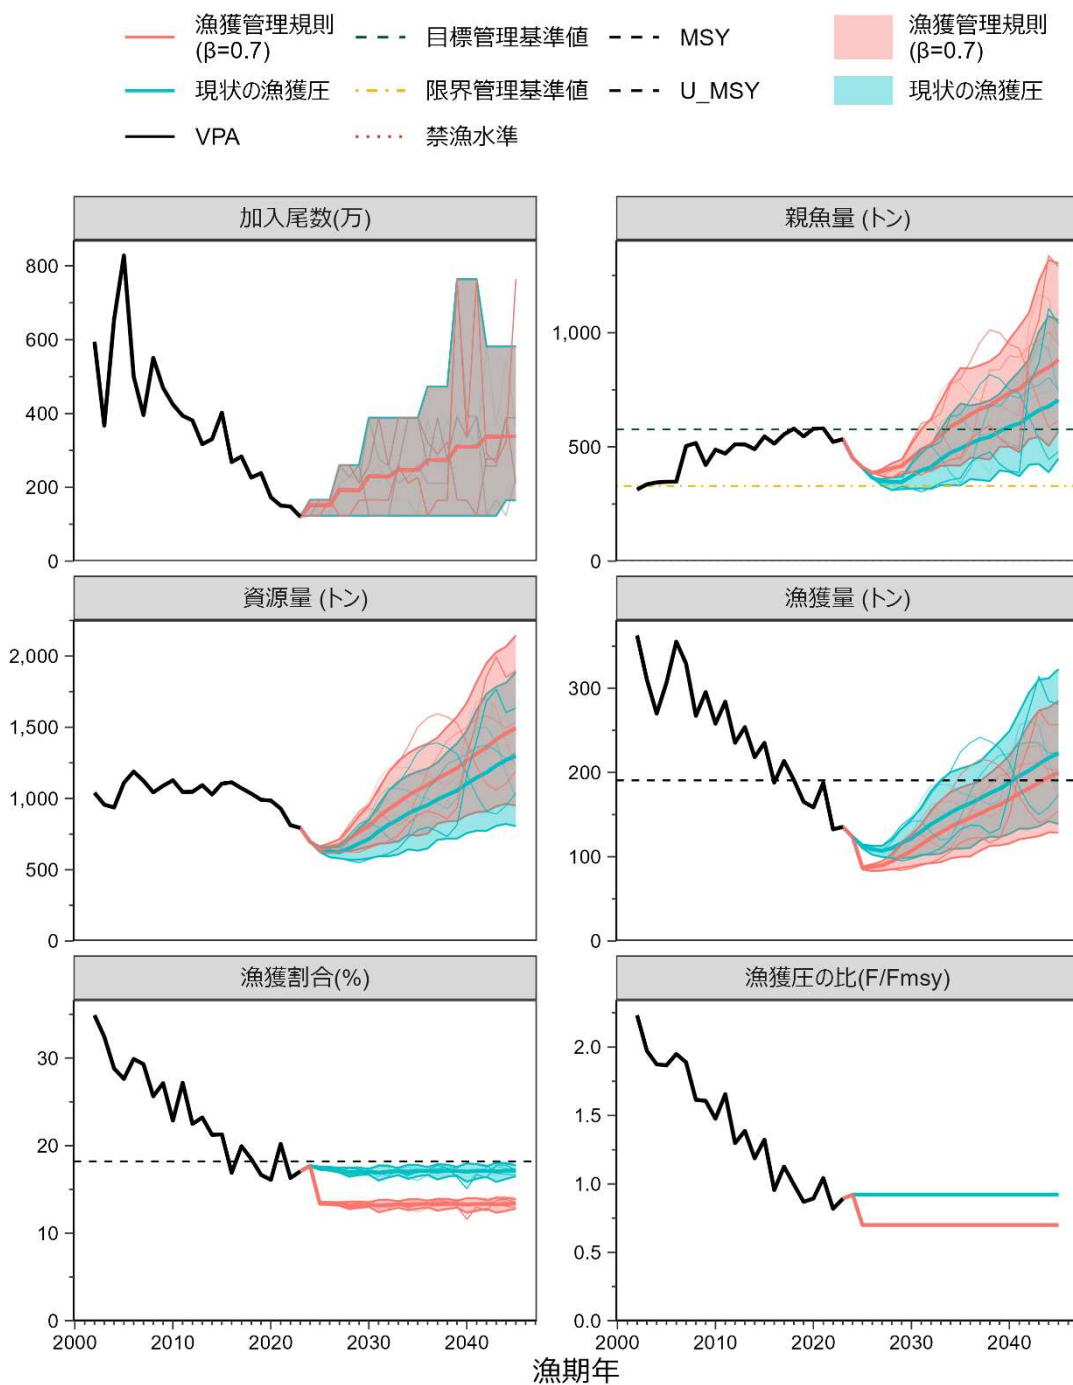 漁獲管理規則
(β=0.7)
目標管理基準値
MSY
漁獲管理規則
(β=0.7)
現状の漁獲圧
限界管理基準値
U_MSY
現状の漁獲圧
VPA
禁漁水準
加入尾数(万)
800
600
400
200
0
親魚量 (トン)
1,000
500
0
資源量 (トン)
2,000
1,500
1,000
500
0
漁獲量 (トン)
300
200
100
0
漁獲割合(%)
30
20
10
0
2000 2010 2020 2030 2040
漁獲圧の比(F/Fmsy)
2.0
1.5
1.0
0.5
0.0
2000 2010 2020 2030 2040
漁期年